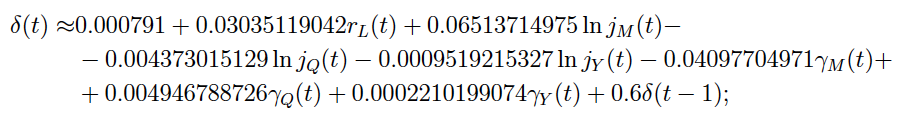 δ(t) ≈0.000791 + 0.03035119042r_L(t) + 0.06513714975 ln j_M(t)−
− 0.004373015129 ln j_Q(t) − 0.0009519215327 ln j_Y(t) − 0.04097704971γ_M(t)+
+ 0.004946788726γ_Q(t) + 0.0002210199074γ_Y(t) + 0.6δ(t − 1);